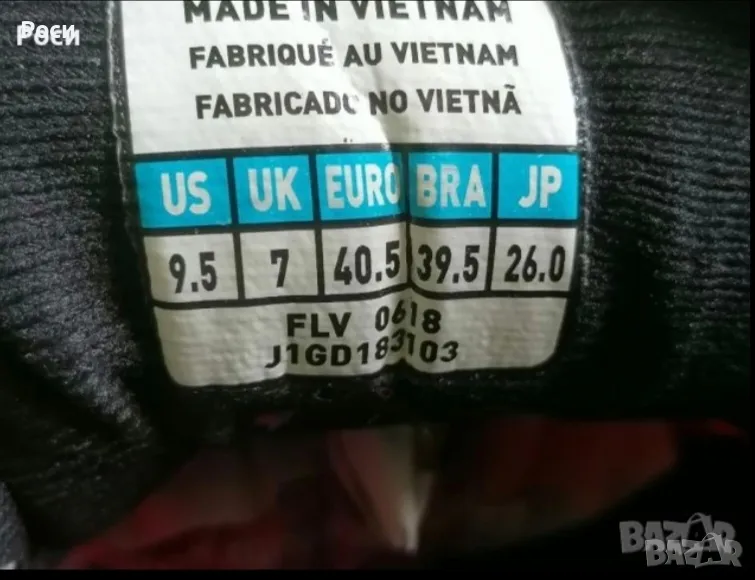 Роси
MADE IN VIETNAM
FABRIQUÉ AU VIETNAM
FABRICADO NO VIETNÃ
US UK EURO BRA JP
9.5 7 40.5 39.5 26.0
FLV 0618
J1GD183103
BAZAR
BAZAR